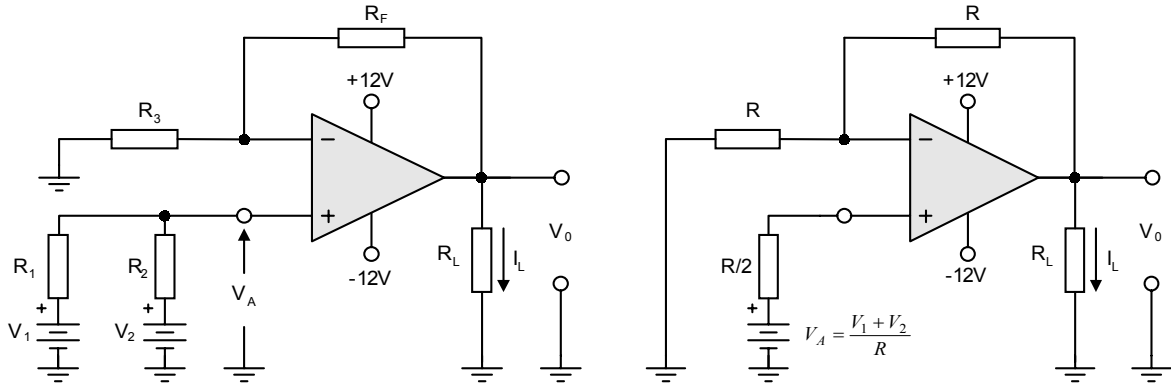 R_F
+12V
R_3
−
+
-12V
R_1
R_2
V_A
V_1
+
V_2
+
R_L
I_L
V_0
R
+12V
R
−
+
-12V
R/2
+
V_A = \frac{V_1 + V_2}{R}
R_L
I_L
V_0